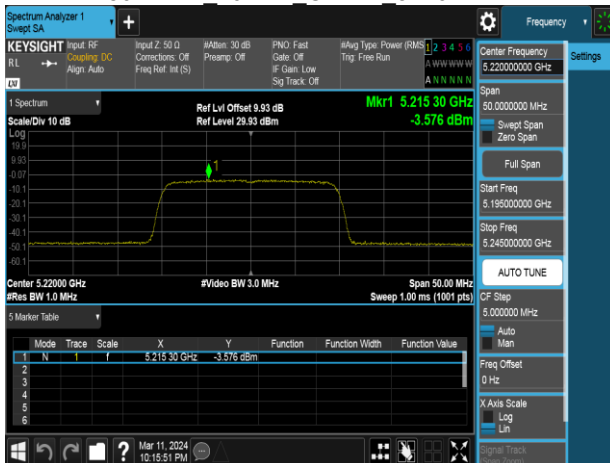 Spectrum Analyzer 1
Swept SA
+
Frequency
KEYSIGHT
RL
LXI
Input: RF
Coupling: DC
Align: Auto
Input Z: 50 Ω
Corrections: Off
Freq Ref: Int (S)
#Atten: 30 dB
Preamp: Off
PNO: Fast
Gate: Off
IF Gain: Low
Sig Track: Off
#Avg Type: Power (RMS
Trig: Free Run
1 2 3 4 5 6
A W W W W W
A N N N N N
Center Frequency
5.220000000 GHz
Settings
Span
50.0000000 MHz
Swept Span
Zero Span
Full Span
Start Freq
5.195000000 GHz
Stop Freq
5.245000000 GHz
AUTO TUNE
CF Step
5.000000 MHz
Auto
Man
Freq Offset
0 Hz
X Axis Scale
Log
Lin
Signal Track
(Span Zoom)
1 Spectrum
Scale/Div 10 dB
Ref Lvl Offset 9.93 dB
Ref Level 29.93 dBm
Mkr1 5.215 30 GHz
-3.576 dBm
Log
19.9
9.93
-0.07
-10.1
-20.1
-30.1
-40.1
-50.1
-60.1
1
Center 5.22000 GHz
#Res BW 1.0 MHz
#Video BW 3.0 MHz
Span 50.00 MHz
Sweep 1.00 ms (1001 pts)
5 Marker Table
Mode Trace Scale X Y Function Function Width Function Value
1 N 1 f 5.215 30 GHz -3.576 dBm
2
3
4
5
6
?
Mar 11, 2024
10:15:51 PM